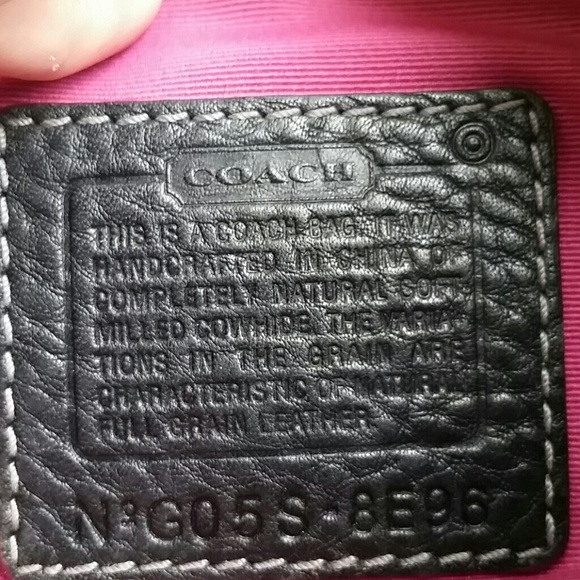 COACH
THIS IS A COACH BAG. IT WAS
HANDCRAFTED IN CHINA OF
COMPLETELY NATURAL SOFT
MILLED COWHIDE. THE VARIA-
TIONS IN THE GRAIN ARE
CHARACTERISTIC OF NATURAL
FULL GRAIN LEATHER.
Nº G05S-8E96